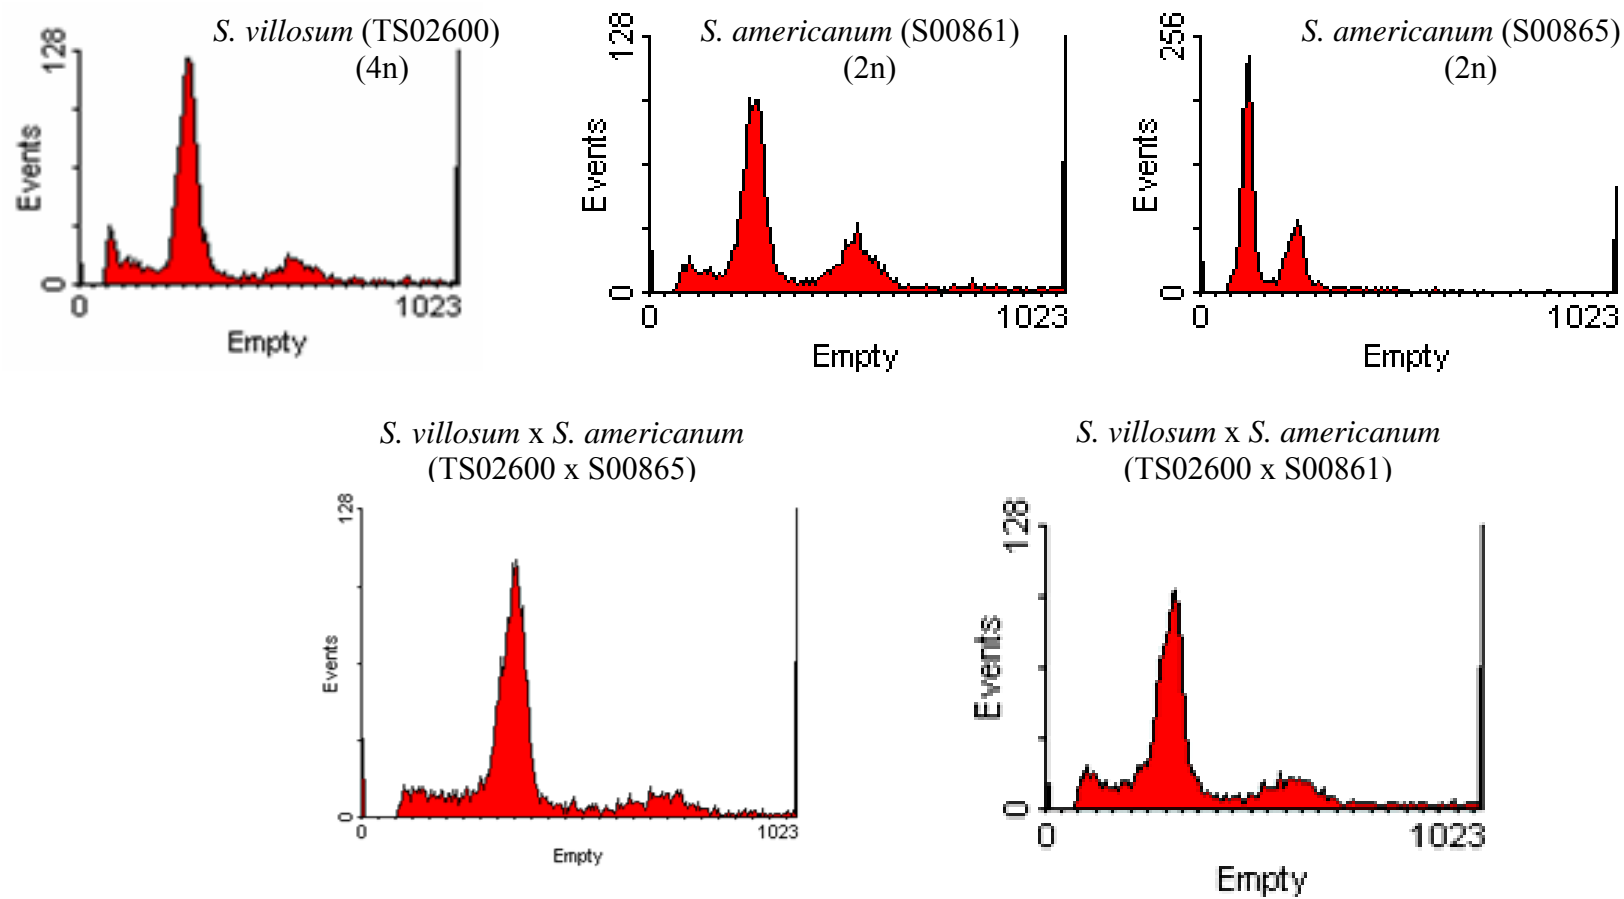 S. villosum (TS02600)
(4n)
128
Events
0
0
1023
Empty
S. americanum (S00861)
(2n)
128
Events
0
0
1023
Empty
S. americanum (S00865)
(2n)
256
Events
0
0
1023
Empty
S. villosum x S. americanum
(TS02600 x S00865)
128
Events
0
0
1023
Empty
S. villosum x S. americanum
(TS02600 x S00861)
128
Events
0
0
1023
Empty